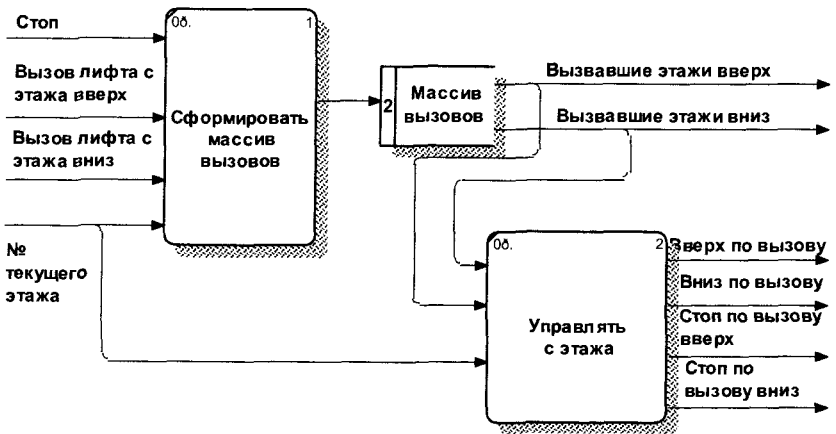 Стоп
0δ. 1
Вызов лифта с
этажа вверх
Вызов лифта с
этажа вниз
Сформировать
массив
вызовов
№
текущего
этажа
2
Массив
вызовов
Вызвавшие этажи вверх
Вызвавшие этажи вниз
0δ. 2
Управлять
с этажа
Вверх по вызову
Вниз по вызову
Стоп по вызову
вверх
Стоп по
вызову вниз